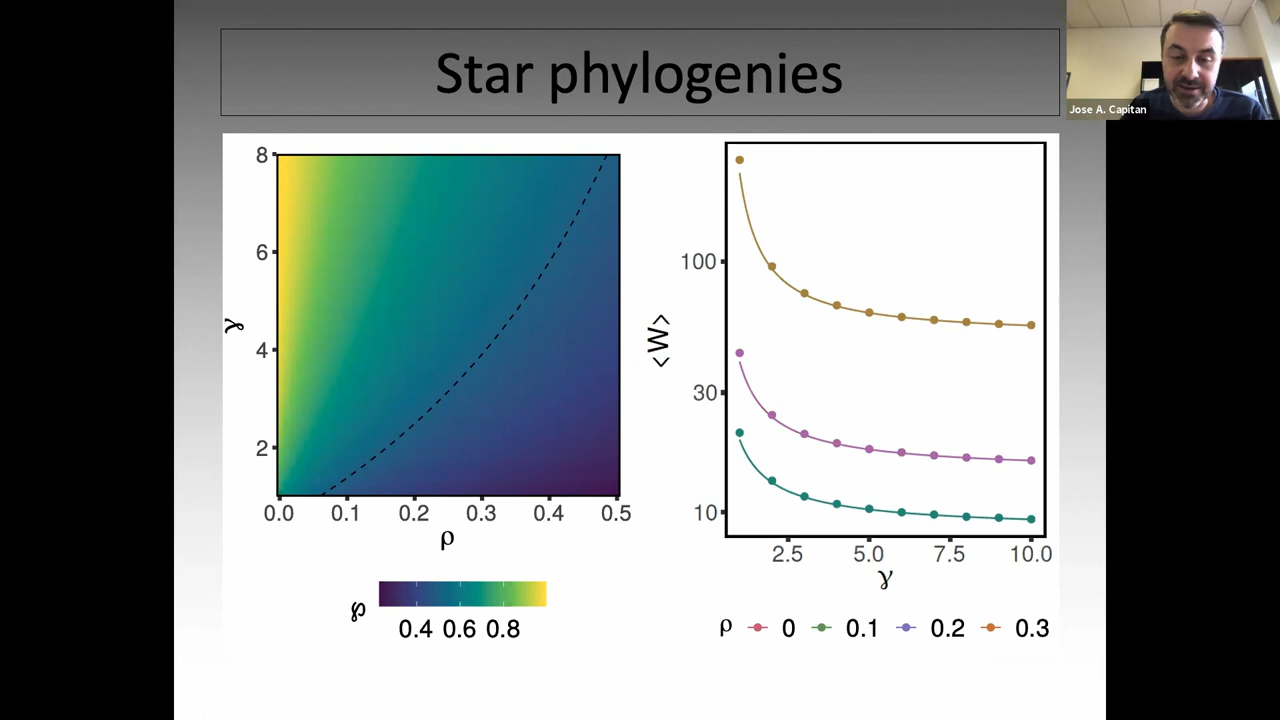 Star phylogenies
Jose A. Capitan
8
6
4
2
γ
0.0 0.1 0.2 0.3 0.4 0.5
ρ
℘
0.4 0.6 0.8
100
30
10
<W>
2.5 5.0 7.5 10.0
γ
ρ 0 0.1 0.2 0.3